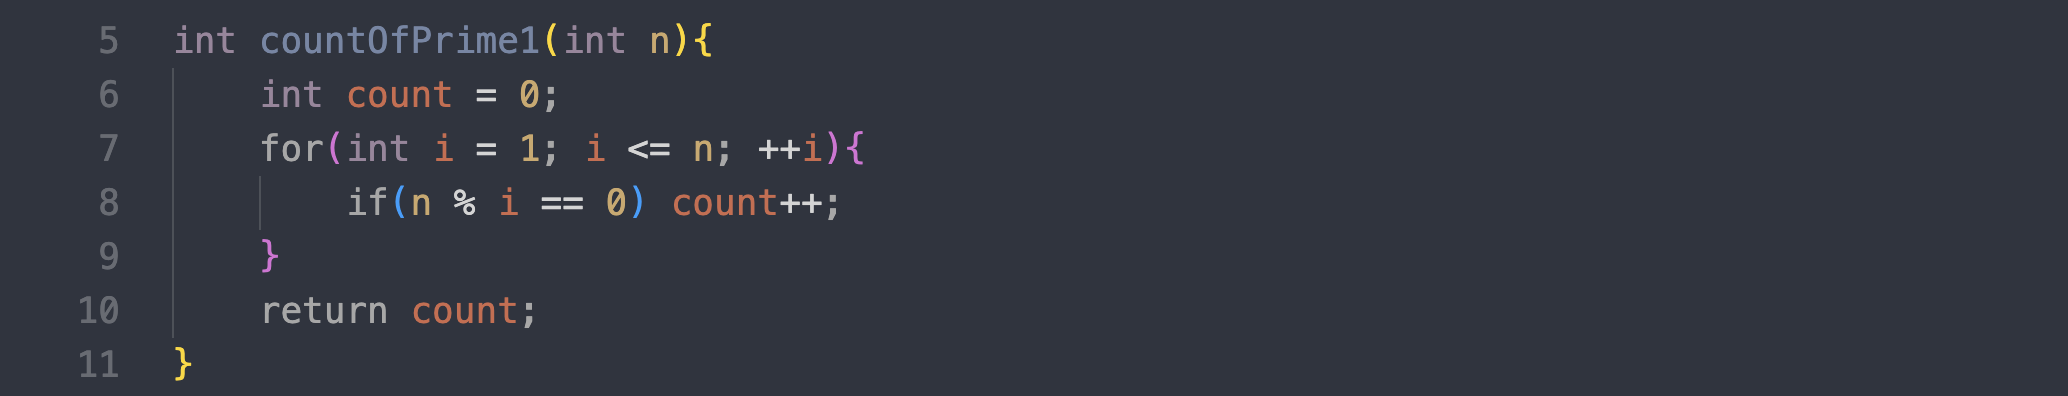 5 int countOfPrime1(int n){
6 int count = 0;
7 for(int i = 1; i <= n; ++i){
8 if(n % i == 0) count++;
9 }
10 return count;
11 }